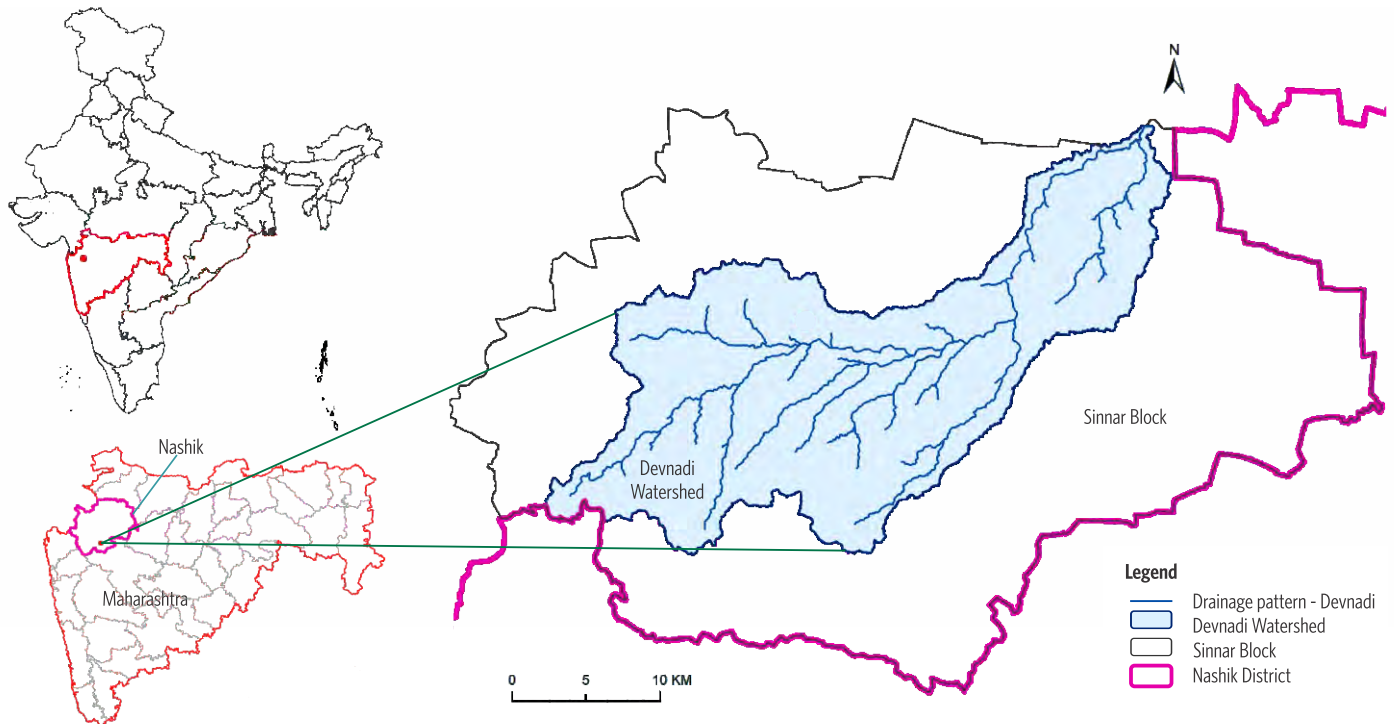 N
Nashik
Maharashtra
Devnadi
Watershed
Sinnar Block
0 5 10 KM
Legend
Drainage pattern - Devnadi
Devnadi Watershed
Sinnar Block
Nashik District